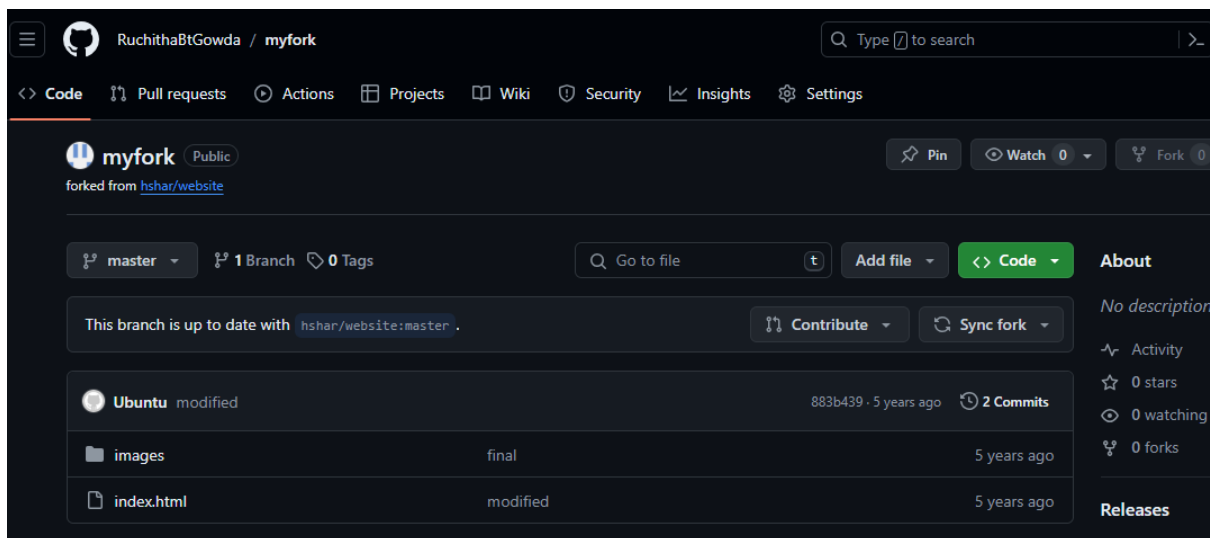 RuchithaBtGowda / myfork
Type / to search
>_
<> Code Pull requests Actions Projects Wiki Security Insights Settings
myfork Public
Pin Watch 0 Fork 0
forked from hshar/website
master 1 Branch 0 Tags Go to file t Add file <> Code
About
This branch is up to date with hshar/website:master .
Contribute Sync fork
No description
Activity
Ubuntu modified 883b439 · 5 years ago 2 Commits
0 stars
0 watching
images final 5 years ago
0 forks
index.html modified 5 years ago
Releases